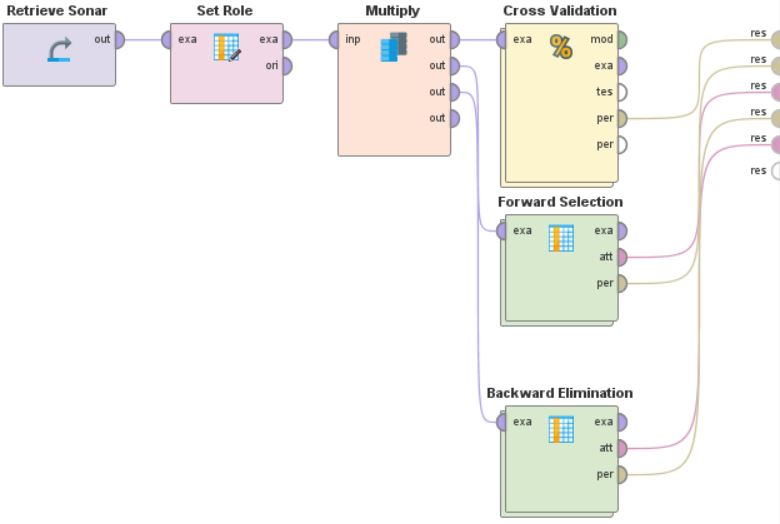 Retrieve Sonar
out
Set Role
exa
exa
ori
Multiply
inp
out
out
out
out
Cross Validation
exa
%
mod
exa
tes
per
per
Forward Selection
exa
exa
att
per
Backward Elimination
exa
exa
att
per
res
res
res
res
res
res